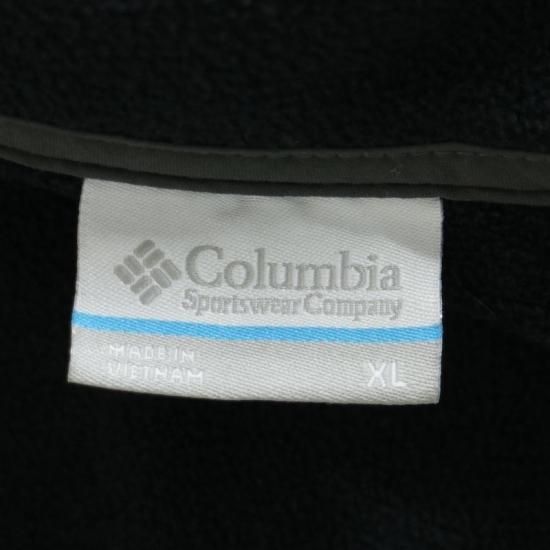 Columbia
Sportswear Company
MADE IN
VIETNAM
XL